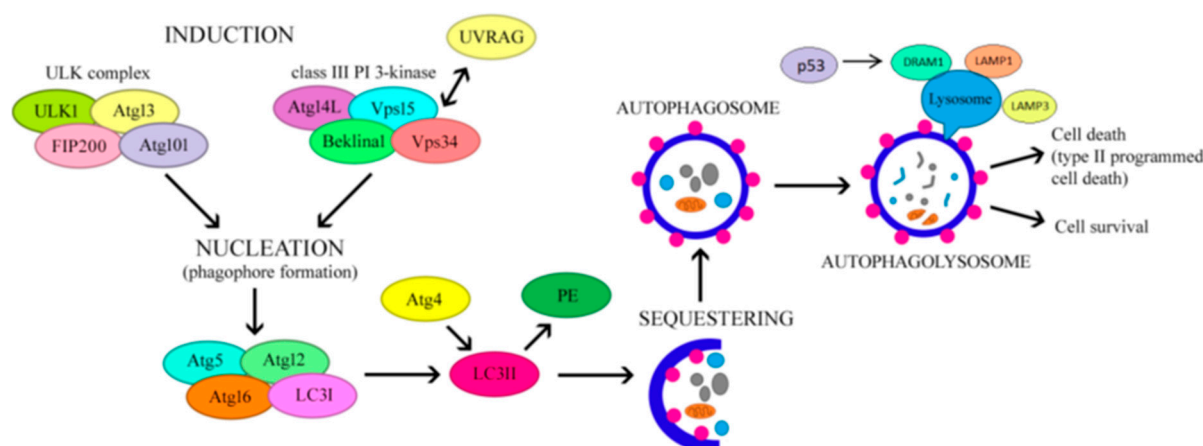 INDUCTION
UVRAG
ULK complex
class III PI 3-kinase
ULK1
Atg13
FIP200
Atg101
Atg14L
Vps15
Beklina1
Vps34
NUCLEATION
(phagophore formation)
Atg5
Atg12
Atg16
LC3I
Atg4
PE
LC3II
SEQUESTERING
AUTOPHAGOSOME
p53
DRAM1
LAMP1
Lysosome
LAMP3
AUTOPHAGOLYSOSOME
Cell death
(type II programmed
cell death)
Cell survival